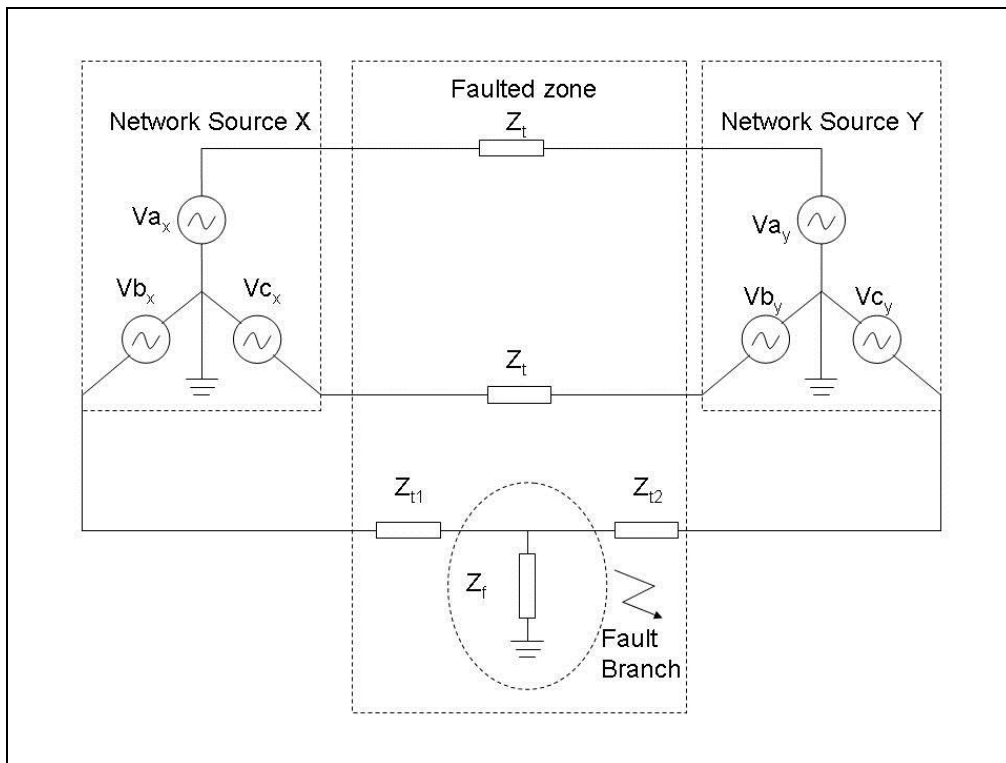 Faulted zone
Network Source X
Network Source Y
Zt
Vax
Vay
Vbx
Vcx
Vby
Vcy
Zt
Zt1
Zt2
Zf
Fault
Branch